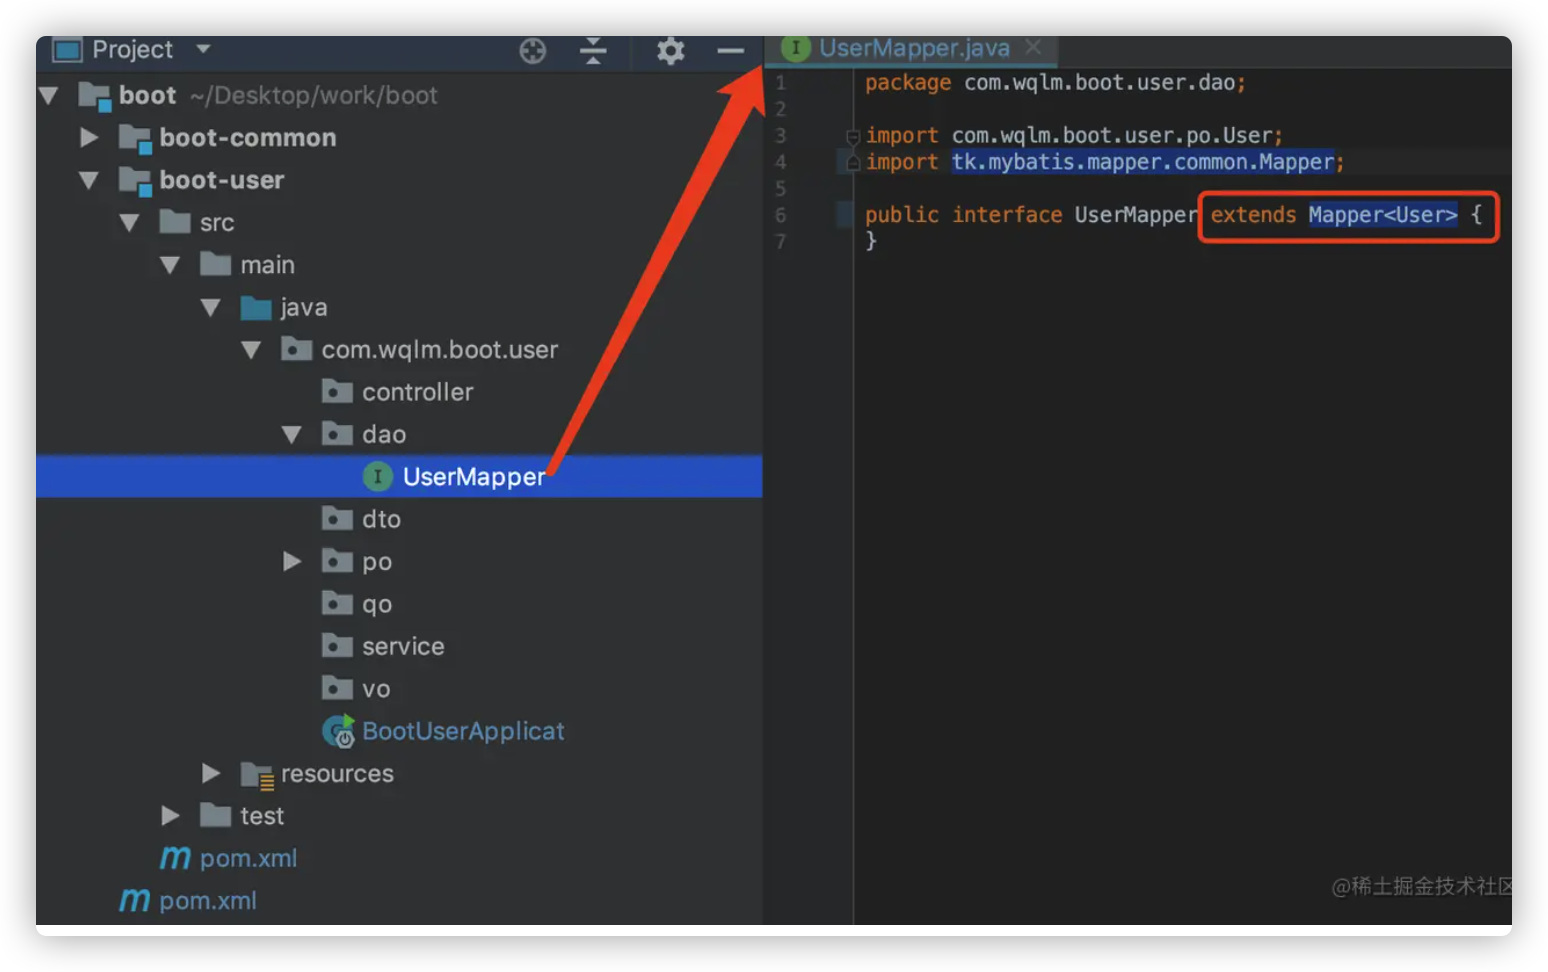 Project
boot ~/Desktop/work/boot
boot-common
boot-user
src
main
java
com.wqlm.boot.user
controller
dao
I UserMapper
dto
po
qo
service
vo
BootUserApplicat
resources
test
m pom.xml
m pom.xml
I UserMapper.java
1 package com.wqlm.boot.user.dao;
2
3 import com.wqlm.boot.user.po.User;
4 import tk.mybatis.mapper.common.Mapper;
5
6 public interface UserMapper extends Mapper<User> {
7 }
@稀土掘金技术社区